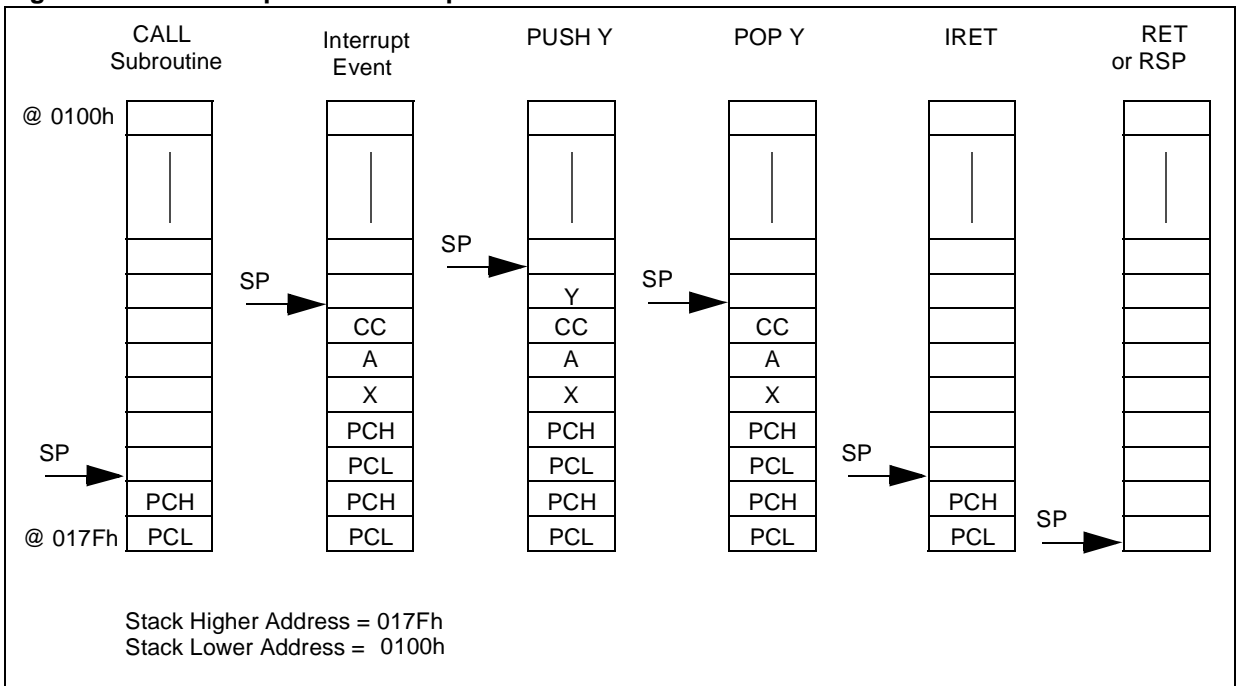 CALL
Subroutine
Interrupt
Event
PUSH Y
POP Y
IRET
RET
or RSP
@ 0100h
SP
PCH
@ 017Fh
PCL
SP
CC
A
X
PCH
PCL
PCH
PCL
SP
Y
CC
A
X
PCH
PCL
PCH
PCL
SP
CC
A
X
PCH
PCL
PCH
PCL
SP
PCH
PCL
SP
Stack Higher Address = 017Fh
Stack Lower Address = 0100h